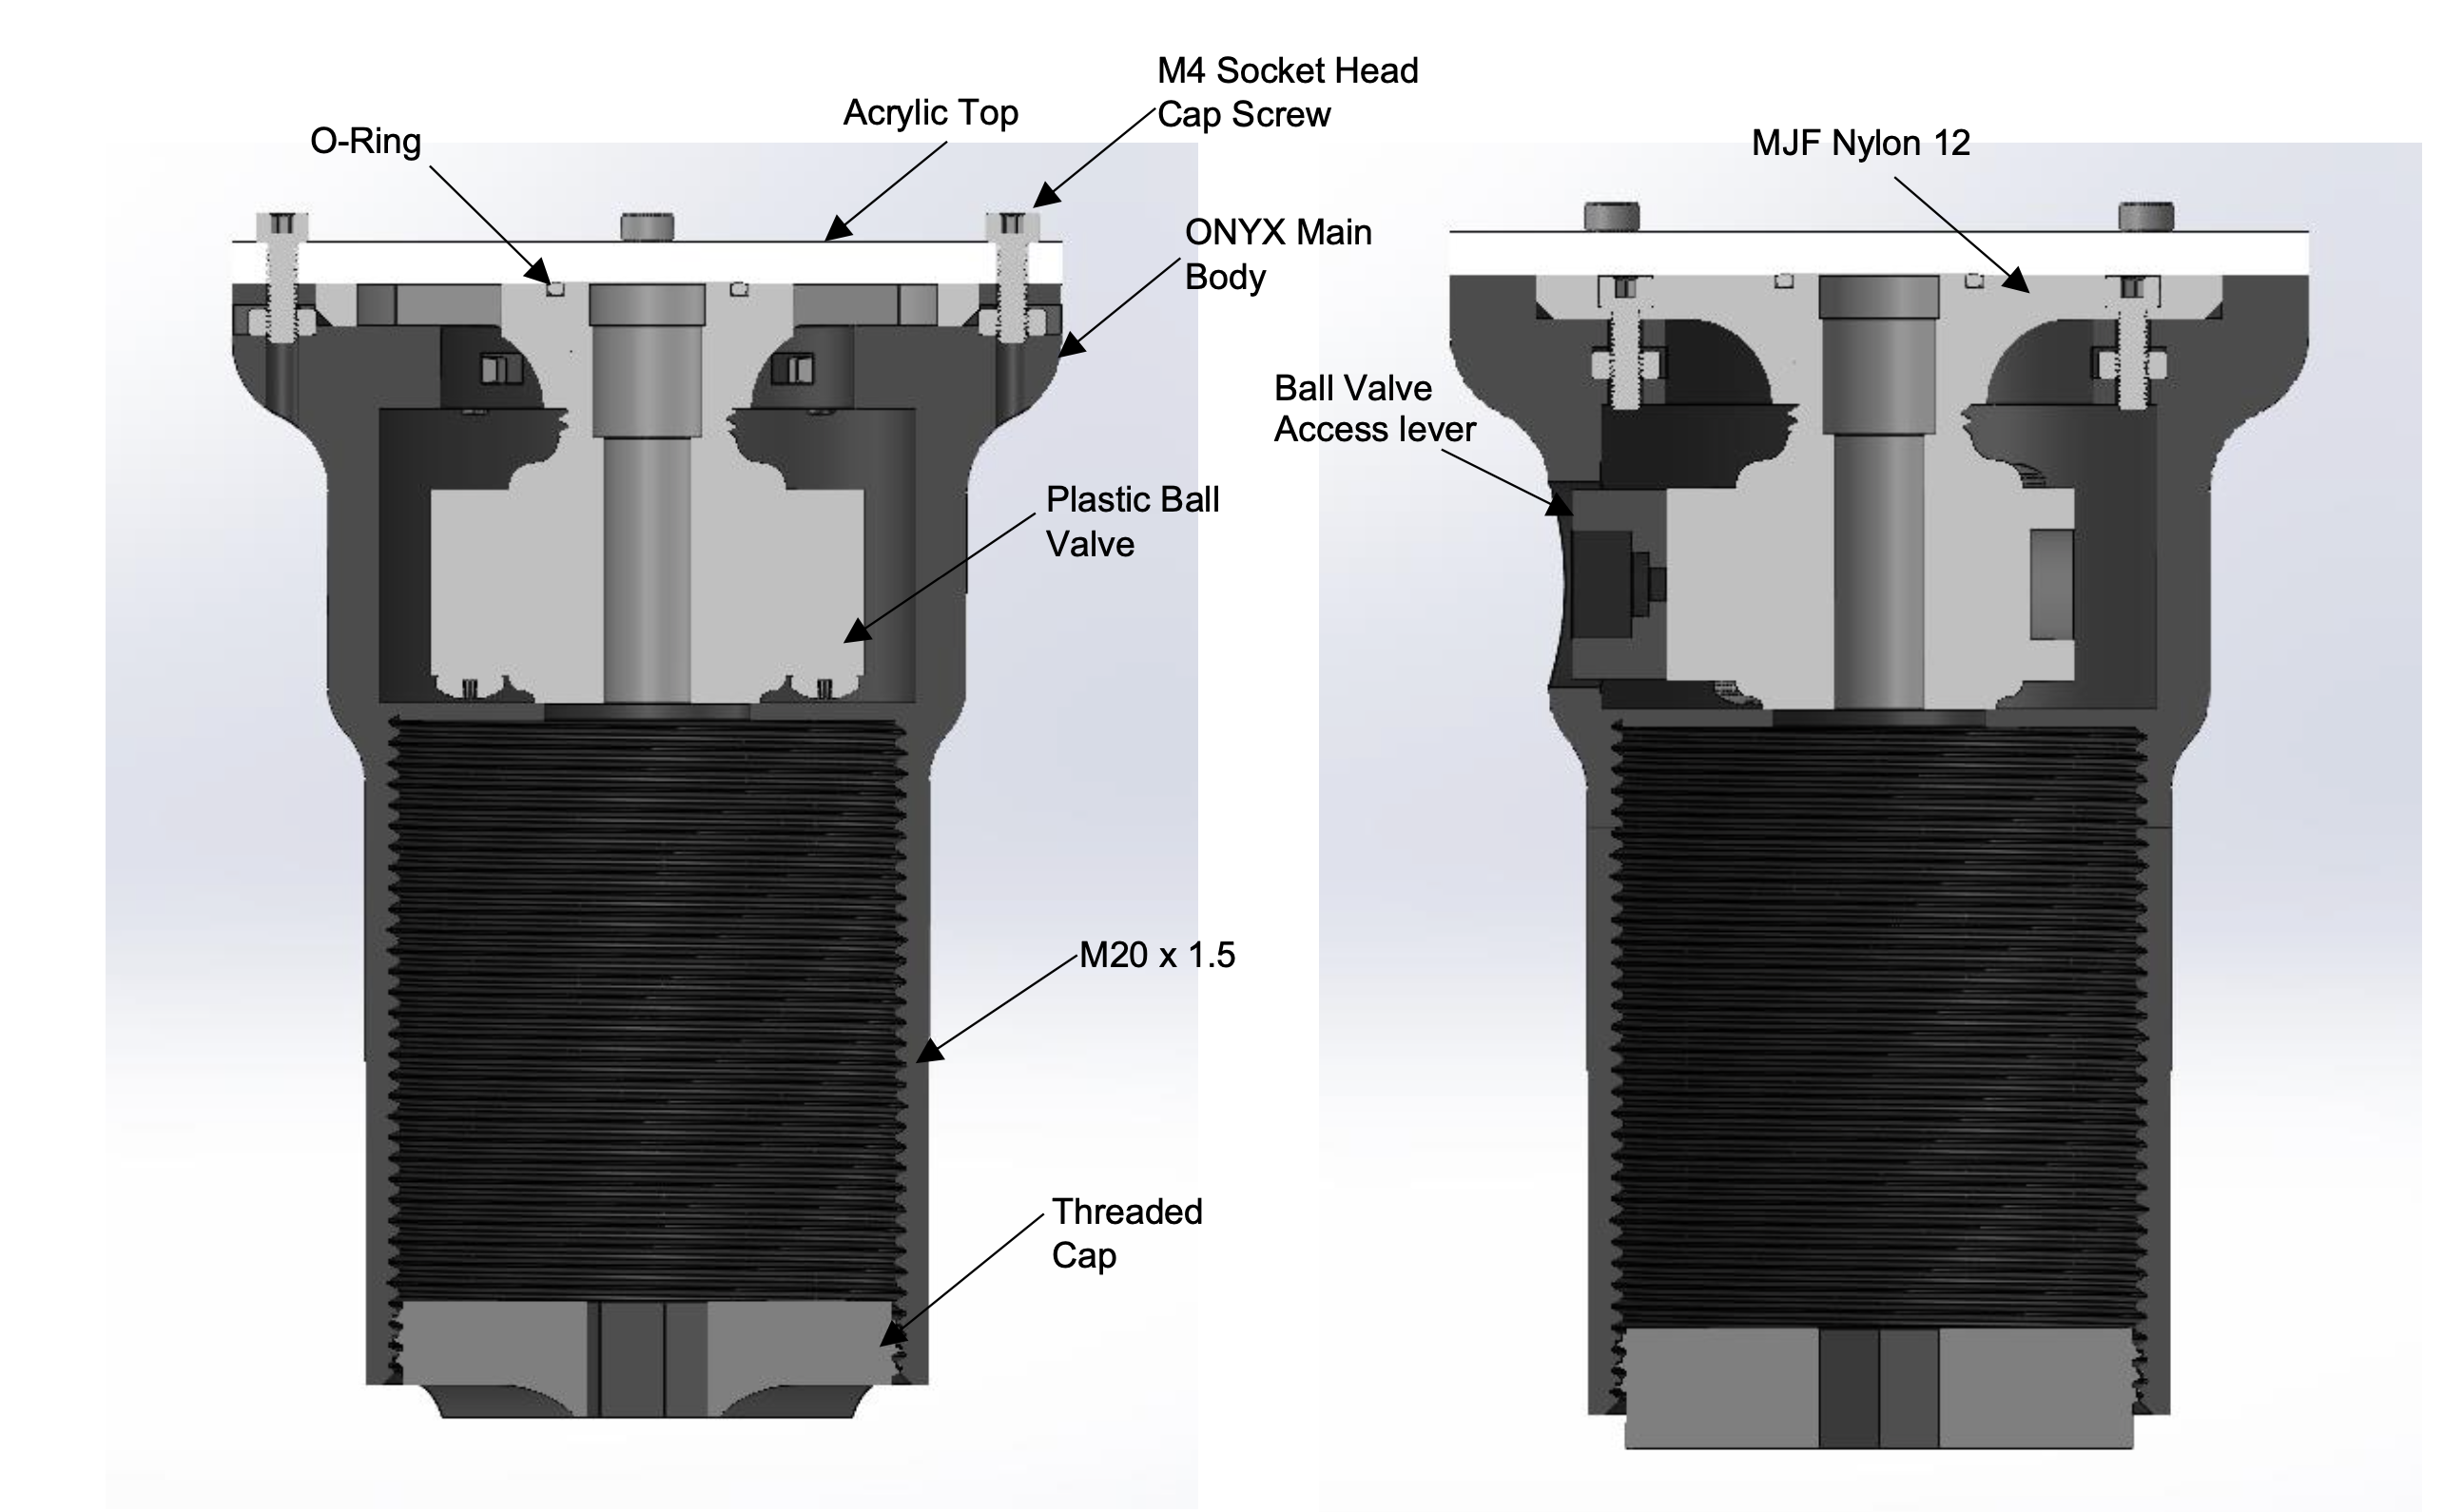 M4 Socket Head
Cap Screw
Acrylic Top
O-Ring
MJF Nylon 12
ONYX Main
Body
Ball Valve
Access lever
Plastic Ball
Valve
M20 x 1.5
Threaded
Cap